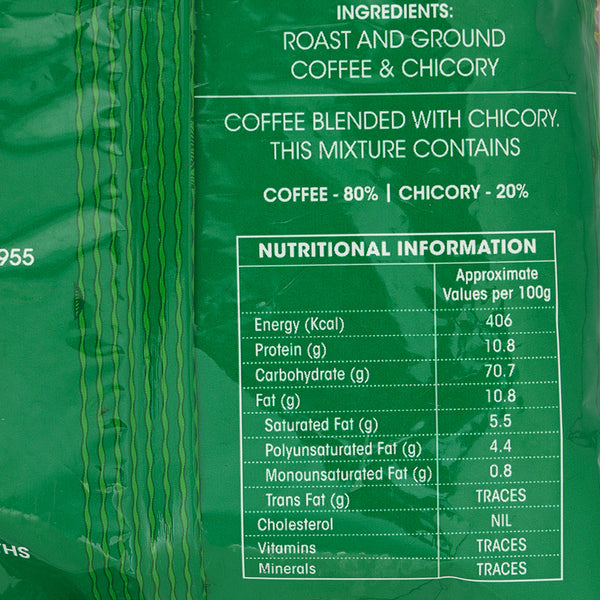 INGREDIENTS:
ROAST AND GROUND
COFFEE & CHICORY
COFFEE BLENDED WITH CHICORY.
THIS MIXTURE CONTAINS
COFFEE - 80% | CHICORY - 20%
955
NUTRITIONAL INFORMATION
Approximate
Values per 100g
Energy (Kcal) 406
Protein (g) 10.8
Carbohydrate (g) 70.7
Fat (g) 10.8
Saturated Fat (g) 5.5
Polyunsaturated Fat (g) 4.4
Monounsaturated Fat (g) 0.8
Trans Fat (g) TRACES
Cholesterol NIL
Vitamins TRACES
Minerals TRACES
THS